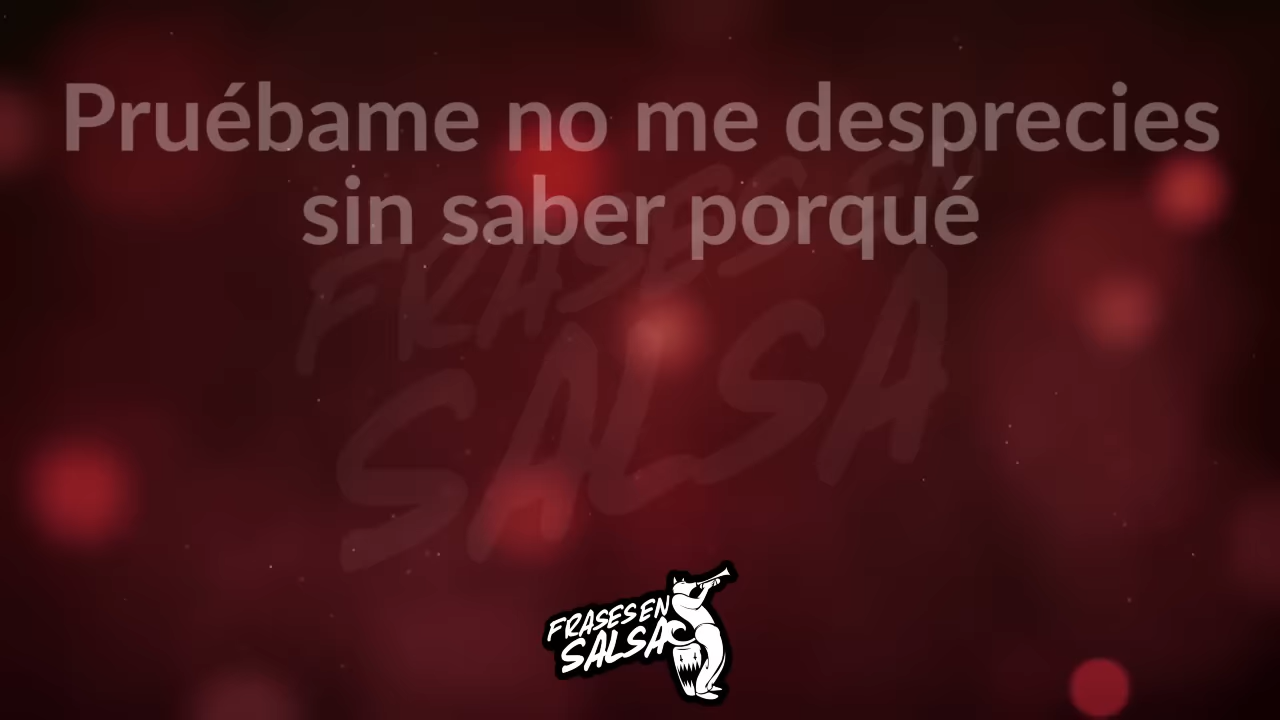 Pruébame no me desprecies
sin saber porqué
FRASES EN
SALSA
FRASES EN
SALSA